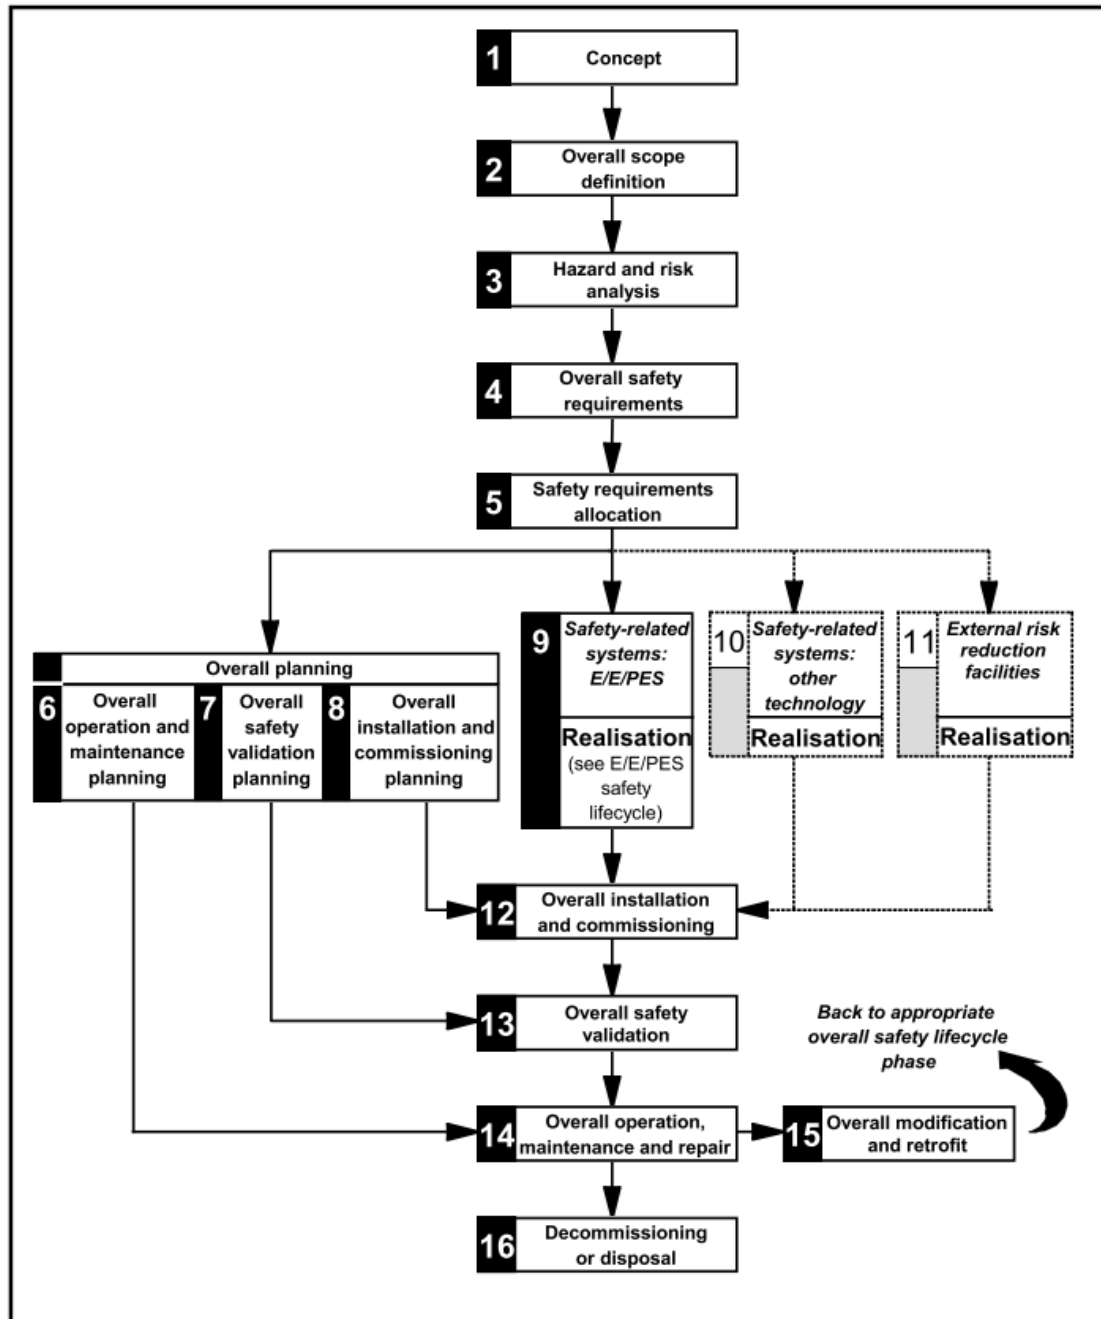 1
Concept
2
Overall scope
definition
3
Hazard and risk
analysis
4
Overall safety
requirements
5
Safety requirements
allocation
Overall planning
6
Overall
operation and
maintenance
planning
7
Overall
safety
validation
planning
8
Overall
installation and
commissioning
planning
9
Safety-related
systems:
E/E/PES
Realisation
(see E/E/PES
safety
lifecycle)
10
Safety-related
systems:
other
technology
Realisation
11
External risk
reduction
facilities
Realisation
12
Overall installation
and commissioning
13
Overall safety
validation
Back to appropriate
overall safety lifecycle
phase
14
Overall operation,
maintenance and repair
15
Overall modification
and retrofit
16
Decommissioning
or disposal